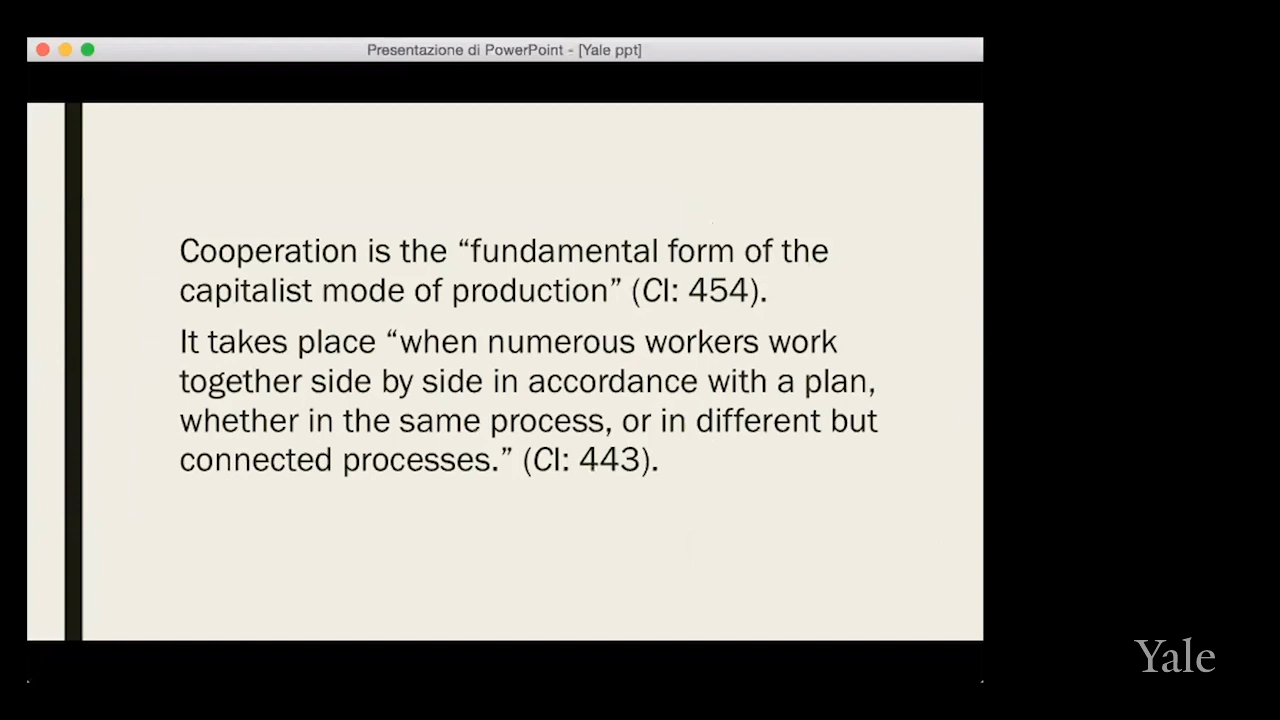 Presentazione di PowerPoint - [Yale ppt]
Cooperation is the “fundamental form of the
capitalist mode of production” (CI: 454).
It takes place “when numerous workers work
together side by side in accordance with a plan,
whether in the same process, or in different but
connected processes.” (CI: 443).
Yale